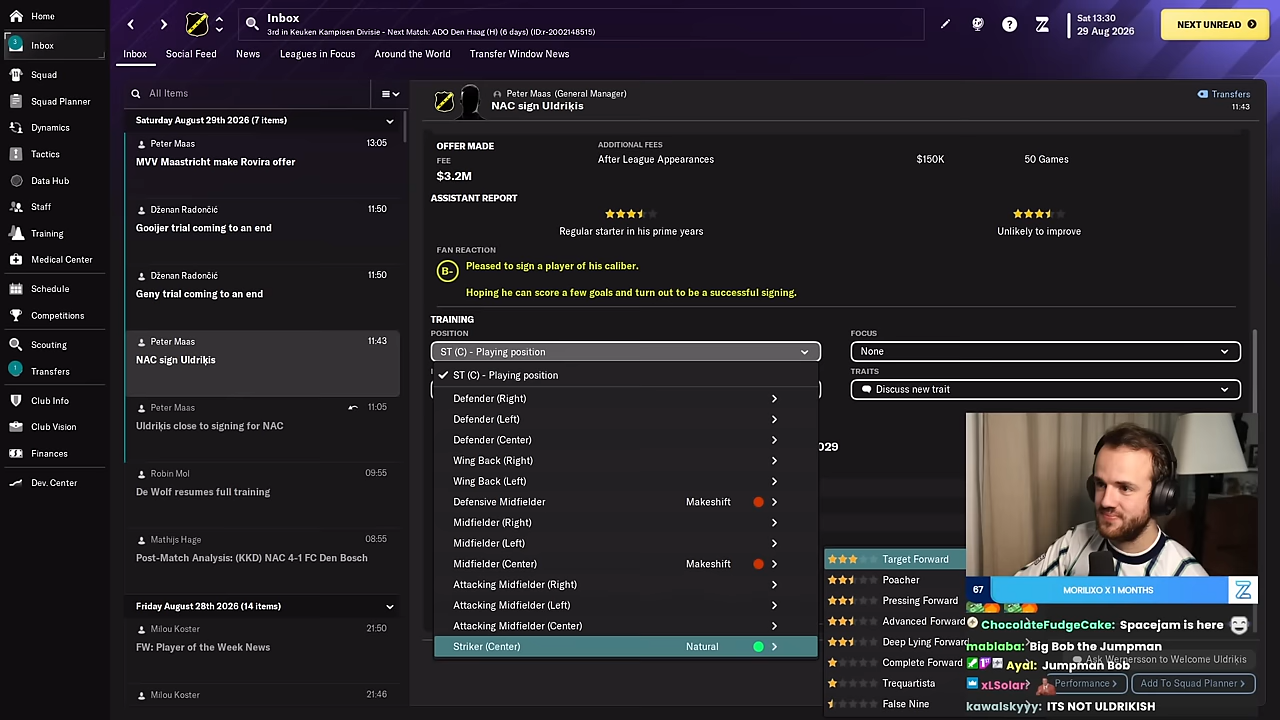 Home
Inbox
3rd in Keuken Kampioen Divisie - Next Match: ADO Den Haag (H) (6 days) (ID:r-2002148515)
Sat 13:30
29 Aug 2026
NEXT UNREAD
3
Inbox
Squad
Squad Planner
Dynamics
Tactics
Data Hub
Staff
Training
Medical Center
Schedule
Competitions
Scouting
1
Transfers
Club Info
Club Vision
Finances
Dev. Center
Inbox
Social Feed
News
Leagues in Focus
Around the World
Transfer Window News
All Items
Saturday August 29th 2026 (7 items)
Peter Maas 13:05
MVV Maastricht make Rovira offer
Dženan Radončić 11:50
Gooijer trial coming to an end
Dženan Radončić 11:50
Geny trial coming to an end
Peter Maas 11:43
NAC sign Uldriķis
Peter Maas 11:05
Uldriķis close to signing for NAC
Robin Mol 09:55
De Wolf resumes full training
Mathijs Hage 08:55
Post-Match Analysis: (KKD) NAC 4-1 FC Den Bosch
Friday August 28th 2026 (14 items)
Milou Koster 21:50
FW: Player of the Week News
Milou Koster 21:46
Peter Maas (General Manager)
NAC sign Uldriķis
Transfers
11:43
OFFER MADE
FEE
$3.2M
ADDITIONAL FEES
After League Appearances $150K 50 Games
ASSISTANT REPORT
Regular starter in his prime years
Unlikely to improve
FAN REACTION
B-
Pleased to sign a player of his caliber.
Hoping he can score a few goals and turn out to be a successful signing.
TRAINING
POSITION
ST (C) - Playing position
FOCUS
None
TRAITS
Discuss new trait
ST (C) - Playing position
Defender (Right)
Defender (Left)
Defender (Center)
Wing Back (Right)
Wing Back (Left)
Defensive Midfielder Makeshift
Midfielder (Right)
Midfielder (Left)
Midfielder (Center) Makeshift
Attacking Midfielder (Right)
Attacking Midfielder (Left)
Attacking Midfielder (Center)
Striker (Center) Natural
029
Target Forward
Poacher
Pressing Forward
Advanced Forward
Deep Lying Forward
Complete Forward
Trequartista
False Nine
67
MORILIXO X 1 MONTHS
ChocolateFudgeCake: Spacejam is here
mablaba: Big Bob the Jumpman
Ask Wernersson to Welcome Uldriķis
Ayal: Jumpman Bob
xLSolar:
Performance
Add To Squad Planner
kawalskyyy: ITS NOT ULDRIKISH